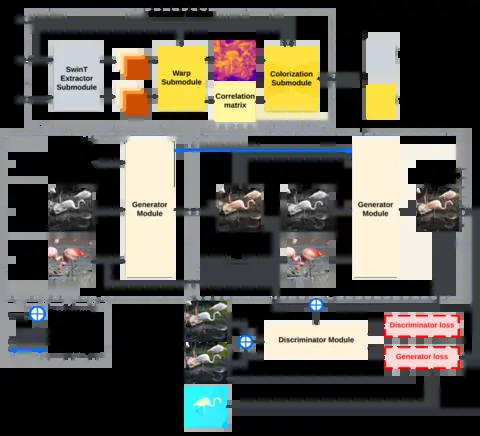 SwinT
Extractor
Submodule
Warp
Submodule
Correlation
matrix
Colorization
Submodule
Generator
Module
Generator
Module
Discriminator Module
Discriminator loss
Generator loss